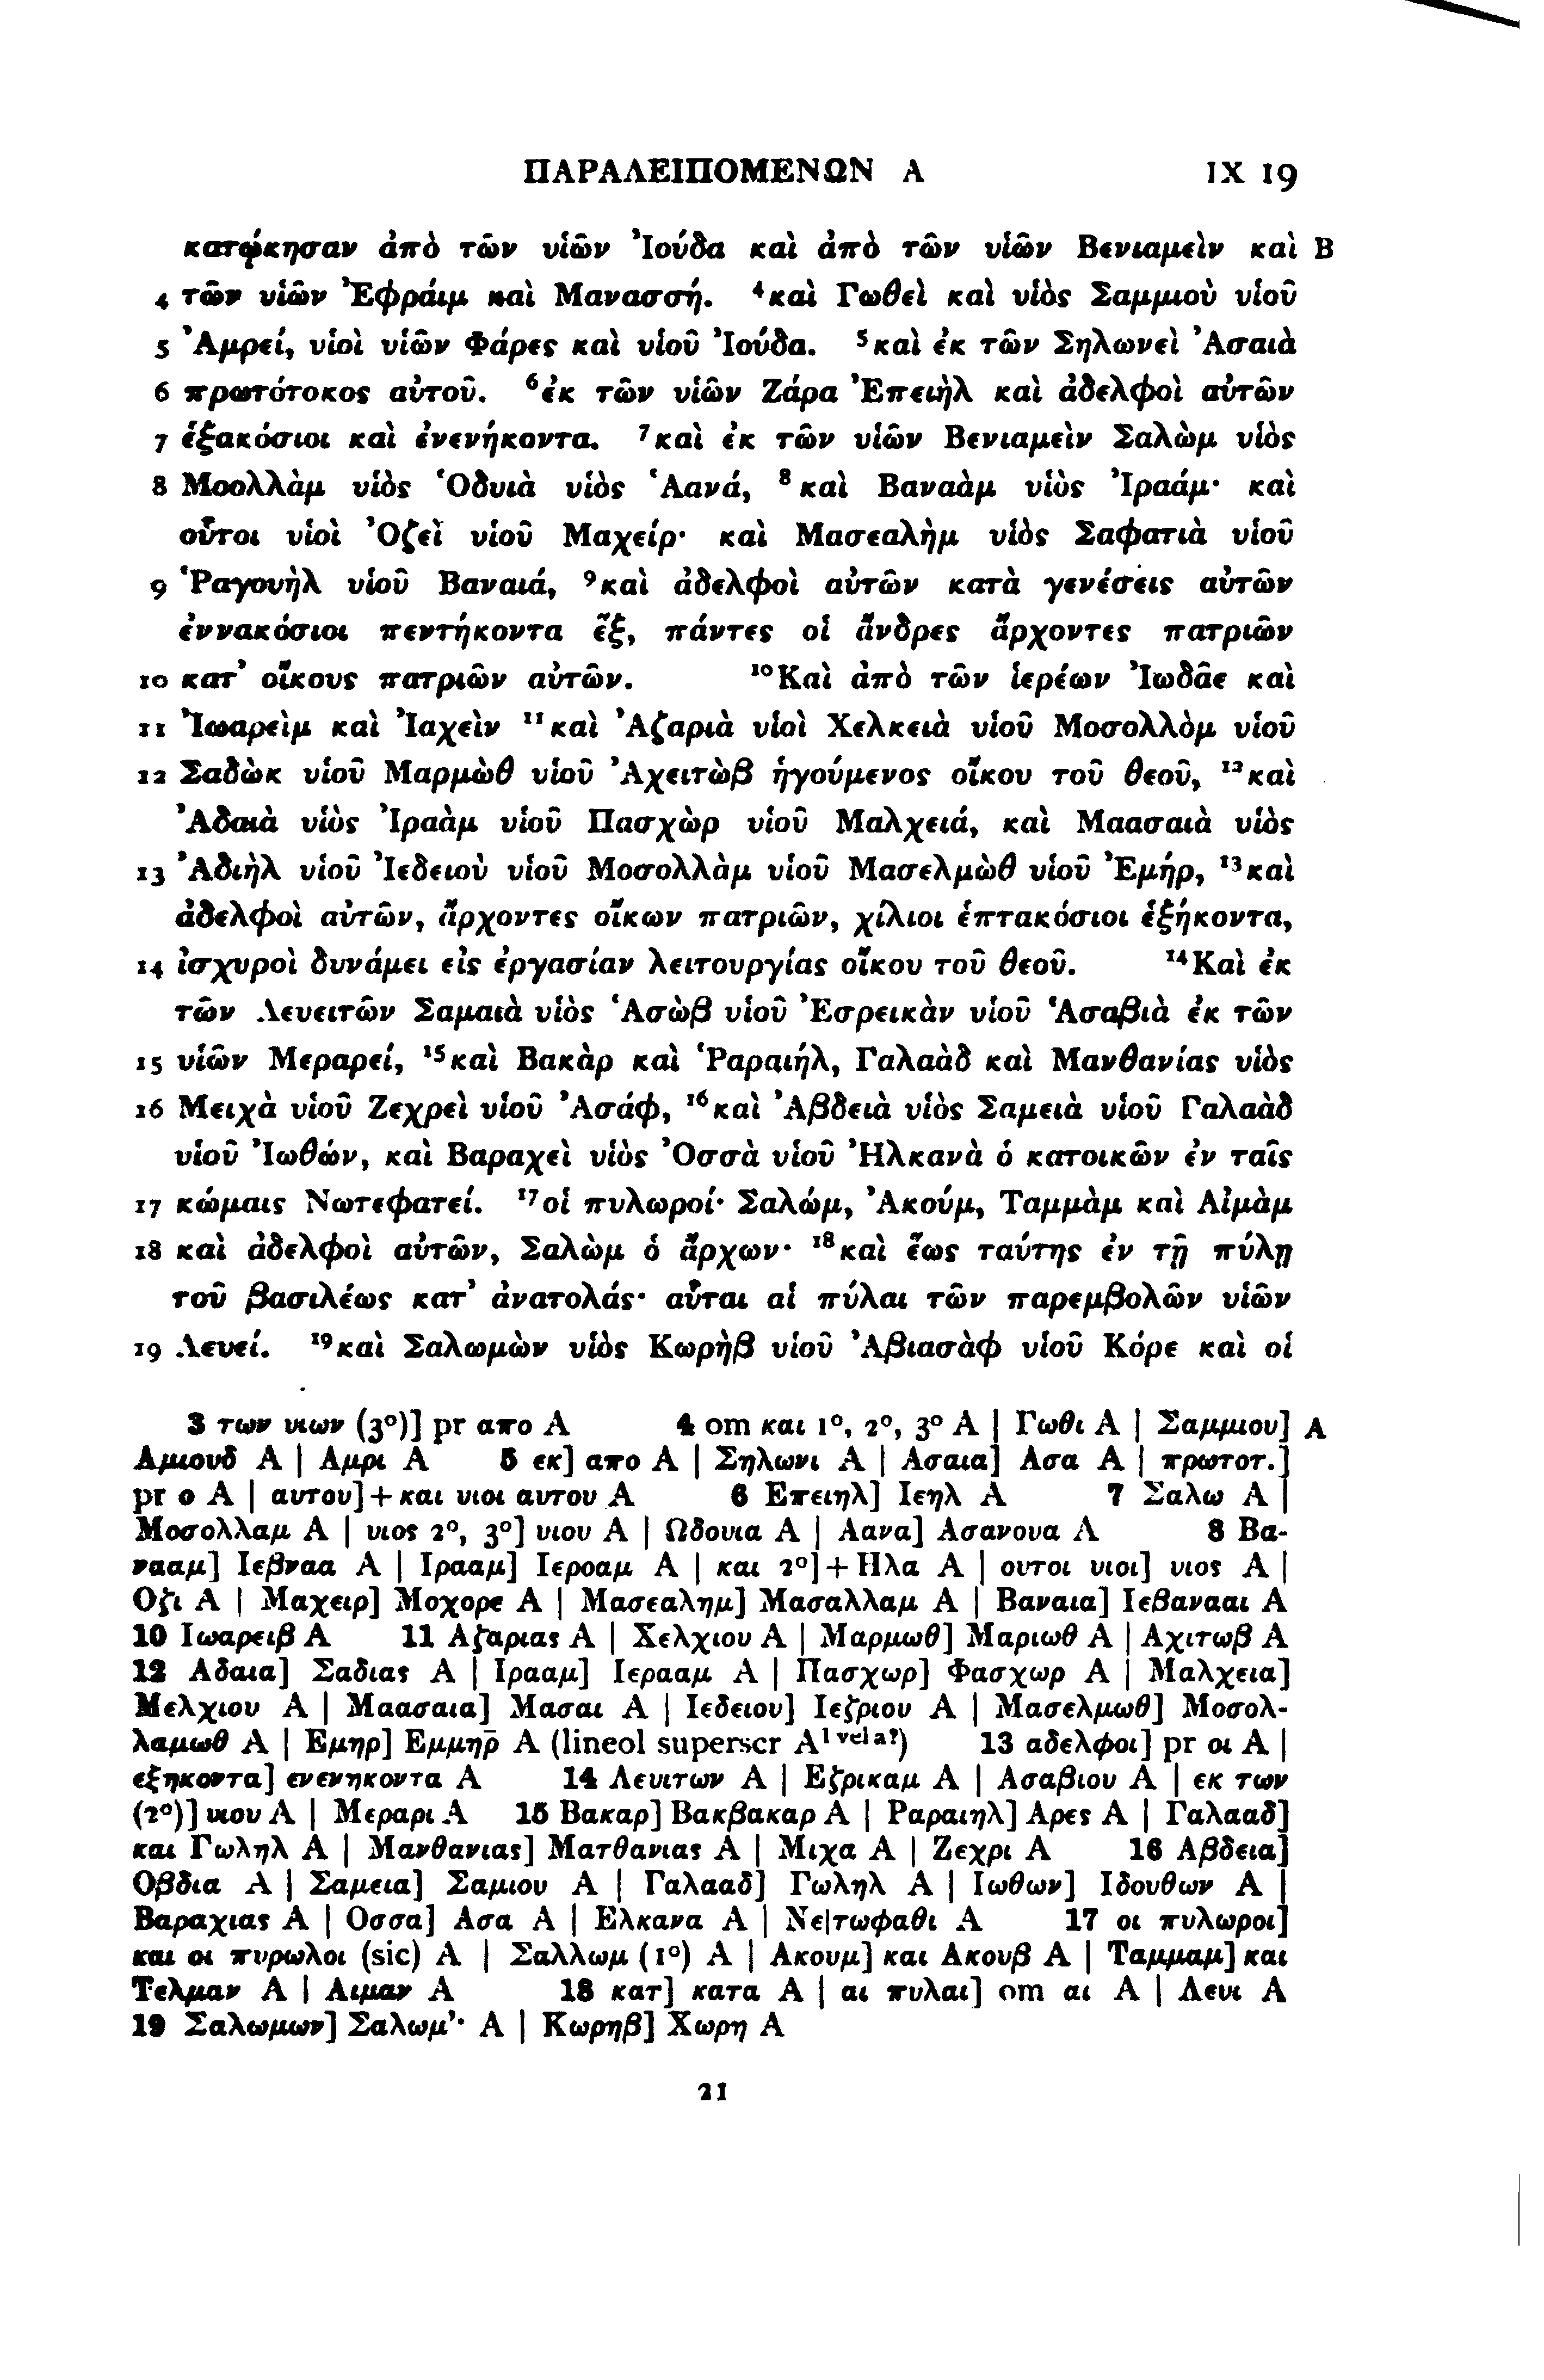 ΠΑΡΑΛΕΙΠΟΜΕΝΩΝ Α IX 19
κατῴκησαν ἀπὸ τῶν υἱῶν Ἰούδα καὶ ἀπὸ τῶν υἱῶν Βενιαμεὶν καὶ B
4 τῶν υἱῶν Ἐφράιμ καὶ Μανασσή. ⁴καὶ Γωθεὶ καὶ υἱὸς Σαμμιοὺ υἱοῦ
5 Ἀμρεί, υἱοὶ υἱῶν Φάρες καὶ υἱοῦ Ἰούδα. ⁵καὶ ἐκ τῶν Σηλωνεὶ Ἀσαιὰ
6 πρωτότοκος αὐτοῦ. ⁶ἐκ τῶν υἱῶν Ζάρα Ἐπειὴλ καὶ ἀδελφοὶ αὐτῶν
7 ἑξακόσιοι καὶ ἐνενήκοντα. ⁷καὶ ἐκ τῶν υἱῶν Βενιαμεὶν Σαλὼμ υἱὸς
8 Μοολλὰμ υἱὸς Ὁδυιὰ υἱὸς Ἁανά, ⁸καὶ Βαναὰμ υἱὸς Ἰραάμ· καὶ
οὗτοι υἱοὶ Ὀζεὶ υἱοῦ Μαχείρ· καὶ Μασεαλὴμ υἱὸς Σαφατιὰ υἱοῦ
9 Ῥαγουὴλ υἱοῦ Βαναιά, ⁹καὶ ἀδελφοὶ αὐτῶν κατὰ γενέσεις αὐτῶν
ἐννακόσιοι πεντήκοντα ἕξ, πάντες οἱ ἄνδρες ἄρχοντες πατριῶν
10 κατ᾽ οἴκους πατριῶν αὐτῶν. ¹⁰Καὶ ἀπὸ τῶν ἱερέων Ἰωδᾶε καὶ
11 Ἰωαρεὶμ καὶ Ἰαχεὶν ¹¹καὶ Ἀζαριὰ υἱοὶ Χελκειὰ υἱοῦ Μοσολλὸμ υἱοῦ
12 Σαδὼκ υἱοῦ Μαρμὼθ υἱοῦ Ἀχειτὼβ ἡγούμενος οἴκου τοῦ θεοῦ, ¹²καὶ
Ἀδαιὰ υἱὸς Ἰραὰμ υἱοῦ Πασχὼρ υἱοῦ Μαλχειά, καὶ Μαασαιὰ υἱὸς
13 Ἀδιὴλ υἱοῦ Ἰεδειοὺ υἱοῦ Μοσολλὰμ υἱοῦ Μασελμὼθ υἱοῦ Ἐμήρ, ¹³καὶ
ἀδελφοὶ αὐτῶν, ἄρχοντες οἴκων πατριῶν, χίλιοι ἑπτακόσιοι ἑξήκοντα,
14 ἰσχυροὶ δυνάμει εἰς ἐργασίαν λειτουργίας οἴκου τοῦ θεοῦ. ¹⁴Καὶ ἐκ
τῶν Λευειτῶν Σαμαιὰ υἱὸς Ἁσὼβ υἱοῦ Ἐσρεικὰν υἱοῦ Ἁσαβιὰ ἐκ τῶν
15 υἱῶν Μεραρεί, ¹⁵καὶ Βακὰρ καὶ Ῥαραιήλ, Γαλαὰδ καὶ Μανθανίας υἱὸς
16 Μειχὰ υἱοῦ Ζεχρεὶ υἱοῦ Ἀσάφ, ¹⁶καὶ Ἀβδειὰ υἱὸς Σαμειὰ υἱοῦ Γαλαὰδ
υἱοῦ Ἰωθών, καὶ Βαραχεὶ υἱὸς Ὀσσὰ υἱοῦ Ἠλκανὰ ὁ κατοικῶν ἐν ταῖς
17 κώμαις Νωτεφατεί. ¹⁷οἱ πυλωροί· Σαλώμ, Ἀκούμ, Ταμμὰμ καὶ Αἰμὰμ
18 καὶ ἀδελφοὶ αὐτῶν, Σαλὼμ ὁ ἄρχων· ¹⁸καὶ ἕως ταύτης ἐν τῇ πύλῃ
τοῦ βασιλέως κατ᾽ ἀνατολάς· αὗται αἱ πύλαι τῶν παρεμβολῶν υἱῶν
19 Λευεί. ¹⁹καὶ Σαλωμὼν υἱὸς Κωρὴβ υἱοῦ Ἀβιασὰφ υἱοῦ Κόρε καὶ οἱ
3 των υιων (3°)] pr απο A 4 om και 1°, 2°, 3° A | Γωθι A | Σαμμιου] A
Αμιουδ A | Αμρι A 5 εκ] απο A | Σηλωνι A | Ασαια] Ασα A | πρωτοτ.]
pr ο A | αυτου]+και υιοι αυτου A 6 Επειηλ] Ιεηλ A 7 Σαλω A |
Μοσολλαμ A | υιος 2°, 3°] υιου A | Ωδουια A | Αανα] Ασανουα A 8 Βα-
νααμ] Ιεβναα A | Ιρααμ] Ιεροαμ A | και 2°]+Ηλα A | ουτοι υιοι] υιος A |
Οζι A | Μαχειρ] Μοχορε A | Μασεαλημ] Μασαλλαμ A | Βαναια] Ιεβανααι A
10 Ιωαρειβ A 11 Αζαριας A | Χελχιου A | Μαρμωθ] Μαριωθ A | Αχιτωβ A
12 Αδαια] Σαδιας A | Ιρααμ] Ιερααμ A | Πασχωρ] Φασχωρ A | Μαλχεια]
Μελχιου A | Μαασαια] Μασαι A | Ιεδειου] Ιεζριου A | Μασελμωθ] Μοσολ-
λαμωθ A | Εμηρ] Εμμηρ̄ A (lineol superscr A¹ ᵛᵉˡ ᵃ?) 13 αδελφοι] pr οι A |
εξηκοντα] ενενηκοντα A 14 Λευιτων A | Εζρικαμ A | Ασαβιου A | εκ των
(2°)] υιου A | Μεραρι A 15 Βακαρ] Βακβακαρ A | Ραραιηλ] Αρες A | Γαλααδ]
και Γωληλ A | Μανθανιας] Ματθανιας A | Μιχα A | Ζεχρι A 16 Αβδεια]
Οβδια A | Σαμεια] Σαμιου A | Γαλααδ] Γωληλ A | Ιωθων] Ιδουθων A |
Βαραχιας A | Οσσα] Ασα A | Ελκανα A | Νε|τωφαθι A 17 οι πυλωροι]
και οι πυρωλοι (sic) A | Σαλλωμ (1°) A | Ακουμ] και Ακουβ A | Ταμμαμ] και
Τελμαν A | Αιμαν A 18 κατ] κατα A | αι πυλαι] om αι A | Λευι A
19 Σαλωμων] Σαλωμ᾽· A | Κωρηβ] Χωρη A
21